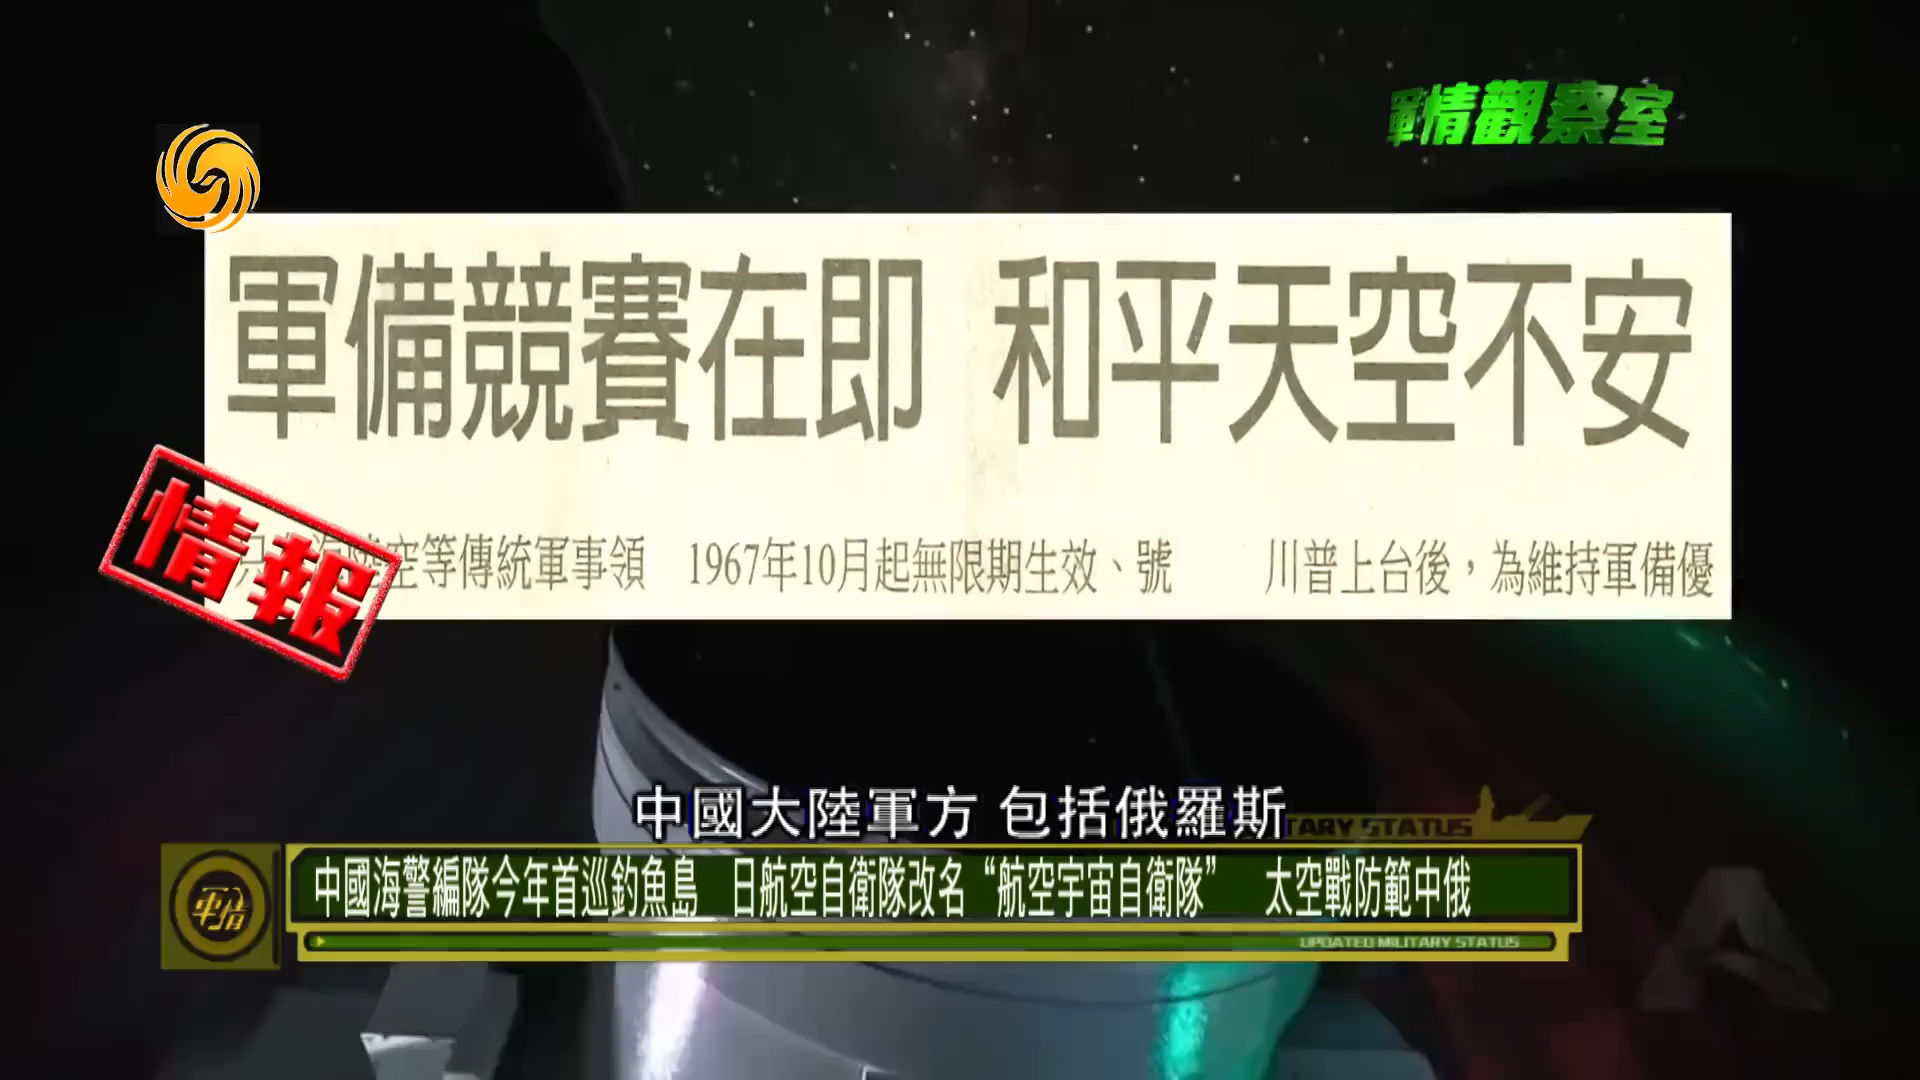 軍情觀察室
軍備競賽在即 和平天空不安
情報
空等傳統軍事領 1967年10月起無限期生效、號 川普上台後,為維持軍備優
中國大陸軍方 包括俄羅斯
TARY STATUS
軍情
中國海警編隊今年首巡釣魚島 日航空自衛隊改名“航空宇宙自衛隊” 太空戰防範中俄
UPDATED MILITARY STATUS